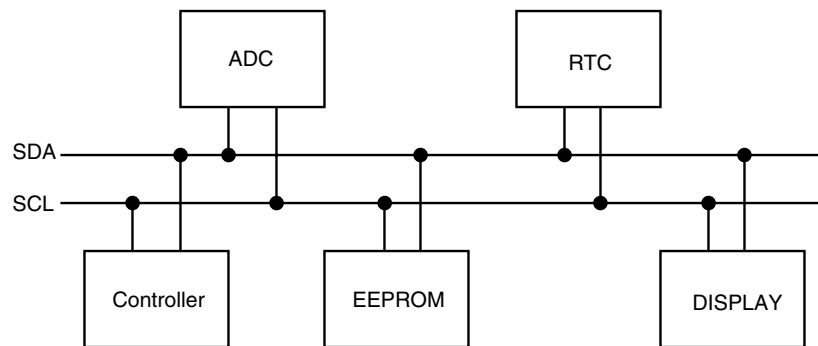 ADC
RTC
SDA
SCL
Controller
EEPROM
DISPLAY